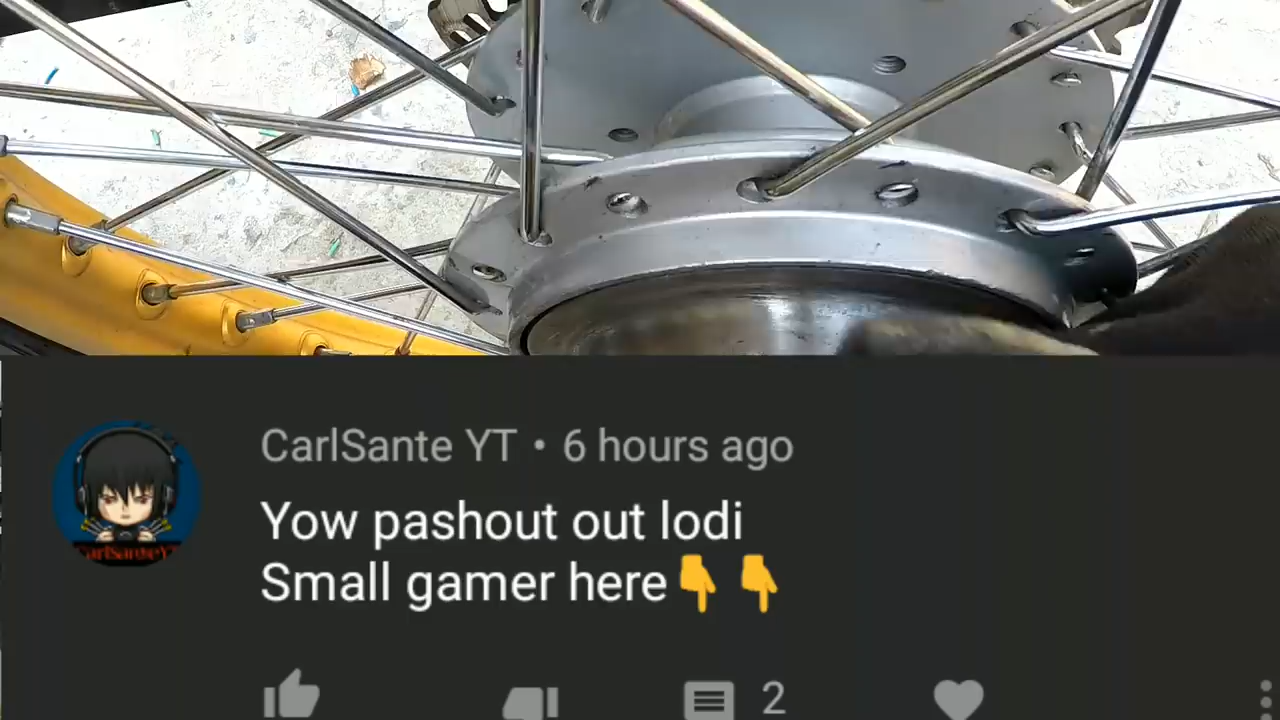 CarlSante YT • 6 hours ago
Yow pashout out lodi
Small gamer here👇👇
2